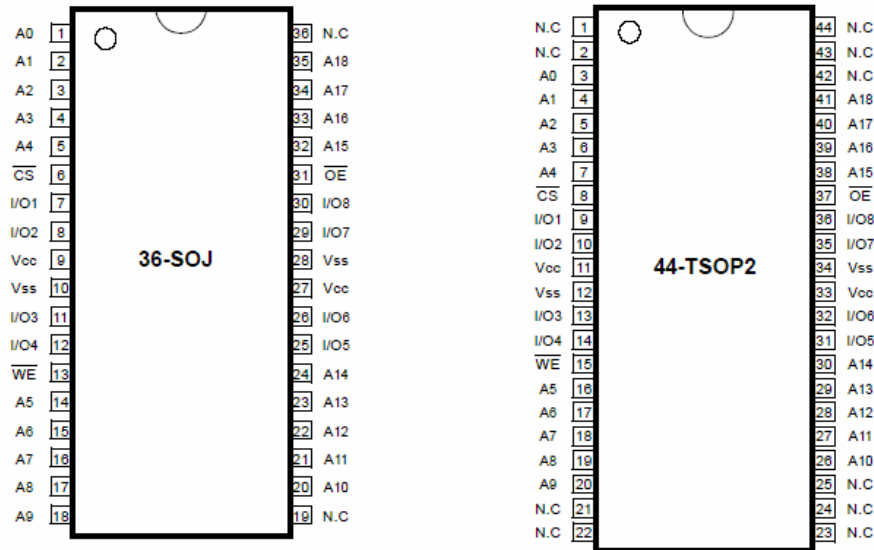 A0 1 36 N.C
A1 2 35 A18
A2 3 34 A17
A3 4 33 A16
A4 5 32 A15
CS 6 31 OE
I/O1 7 30 I/O8
I/O2 8 29 I/O7
Vcc 9 36-SOJ 28 Vss
Vss 10 27 Vcc
I/O3 11 26 I/O6
I/O4 12 25 I/O5
WE 13 24 A14
A5 14 23 A13
A6 15 22 A12
A7 16 21 A11
A8 17 20 A10
A9 18 19 N.C
N.C 1 44 N.C
N.C 2 43 N.C
A0 3 42 N.C
A1 4 41 A18
A2 5 40 A17
A3 6 39 A16
A4 7 38 A15
CS 8 37 OE
I/O1 9 36 I/O8
I/O2 10 35 I/O7
Vcc 11 44-TSOP2 34 Vss
Vss 12 33 Vcc
I/O3 13 32 I/O6
I/O4 14 31 I/O5
WE 15 30 A14
A5 16 29 A13
A6 17 28 A12
A7 18 27 A11
A8 19 26 A10
A9 20 25 N.C
N.C 21 24 N.C
N.C 22 23 N.C